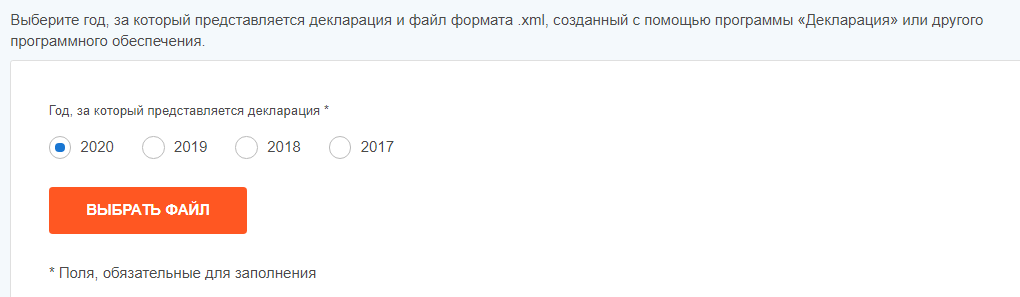 Выберите год, за который представляется декларация и файл формата .xml, созданный с помощью программы «Декларация» или другого
программного обеспечения.
Год, за который представляется декларация *
2020 2019 2018 2017
ВЫБРАТЬ ФАЙЛ
* Поля, обязательные для заполнения